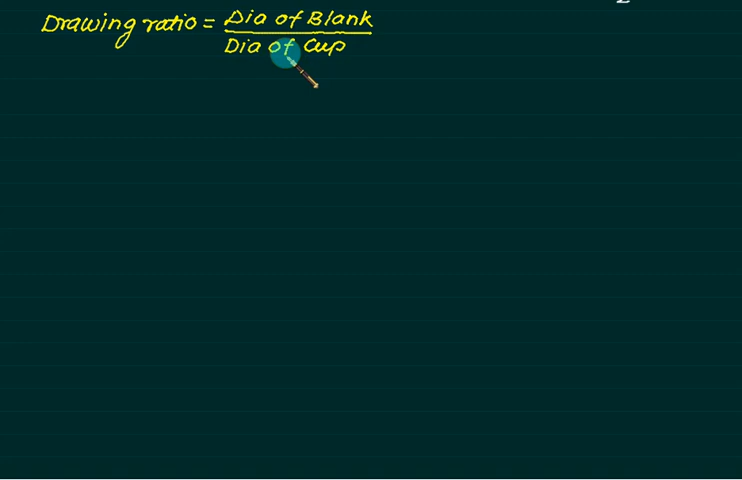 Drawing ratio = Dia of Blank
Dia of Cup